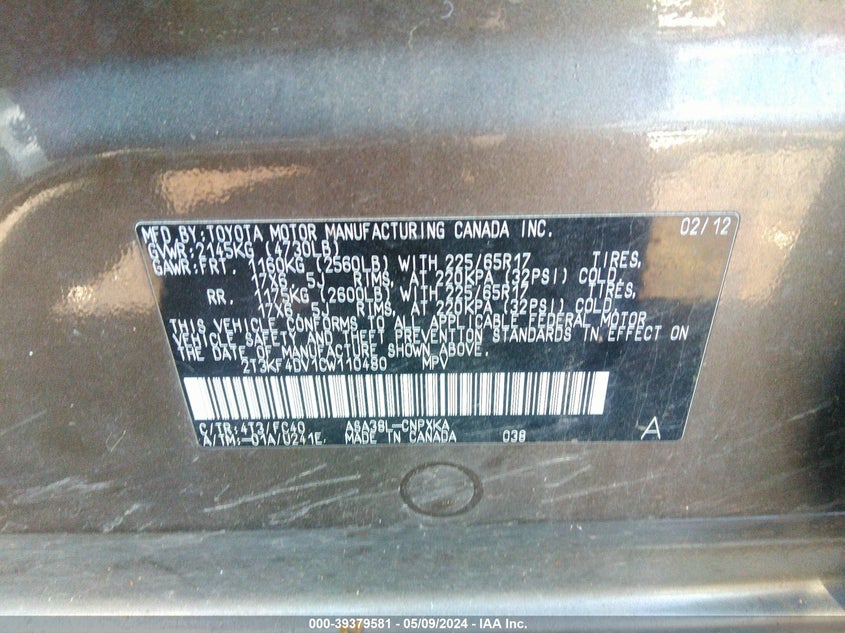 MFD BY: TOYOTA MOTOR MANUFACTURING CANADA INC. 02/12
GVWR: 2145KG (4730LB)
GAWR: FRT. 1160KG (2560LB) WITH 225/65R17 TIRES,
17X6.5J RIMS, AT 220KPA (32PSI) COLD
RR. 1175KG (2600LB) WITH 225/65R17 TIRES,
17X6.5J RIMS, AT 220KPA (32PSI) COLD
THIS VEHICLE CONFORMS TO ALL APPLICABLE FEDERAL MOTOR
VEHICLE SAFETY AND THEFT PREVENTION STANDARDS IN EFFECT ON
THE DATE OF MANUFACTURE SHOWN ABOVE.
2T3KF4DV1CW110480 MPV
C/TR: 4T3/FC40 ASA38L-CNPXKA
A/TM: -01A/U241E, MADE IN CANADA 038 A
000-39379581 - 05/09/2024 - IAA Inc.